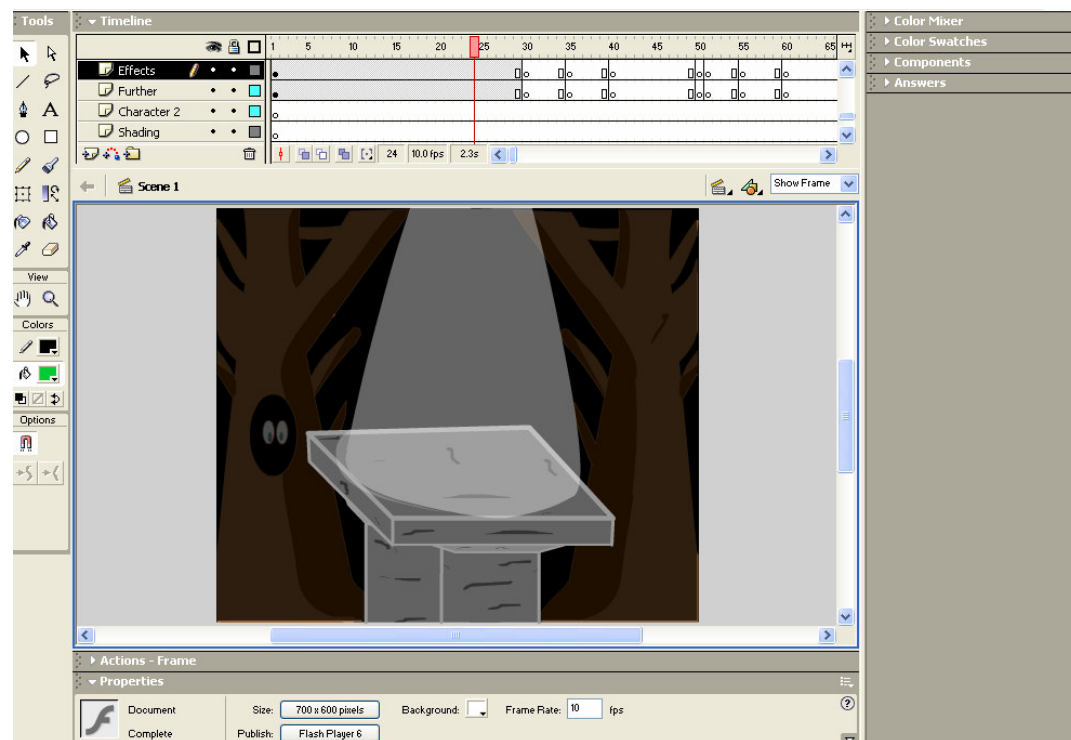 Tools
Timeline
1 5 10 15 20 25 30 35 40 45 50 55 60 65
Effects
Further
Character 2
Shading
24 10.0 fps 2.3s
Scene 1
Show Frame
View
Colors
Options
Actions - Frame
Properties
Document
Size: 700 x 600 pixels Background: Frame Rate: 10 fps
Complete
Publish: Flash Player 6
Color Mixer
Color Swatches
Components
Answers